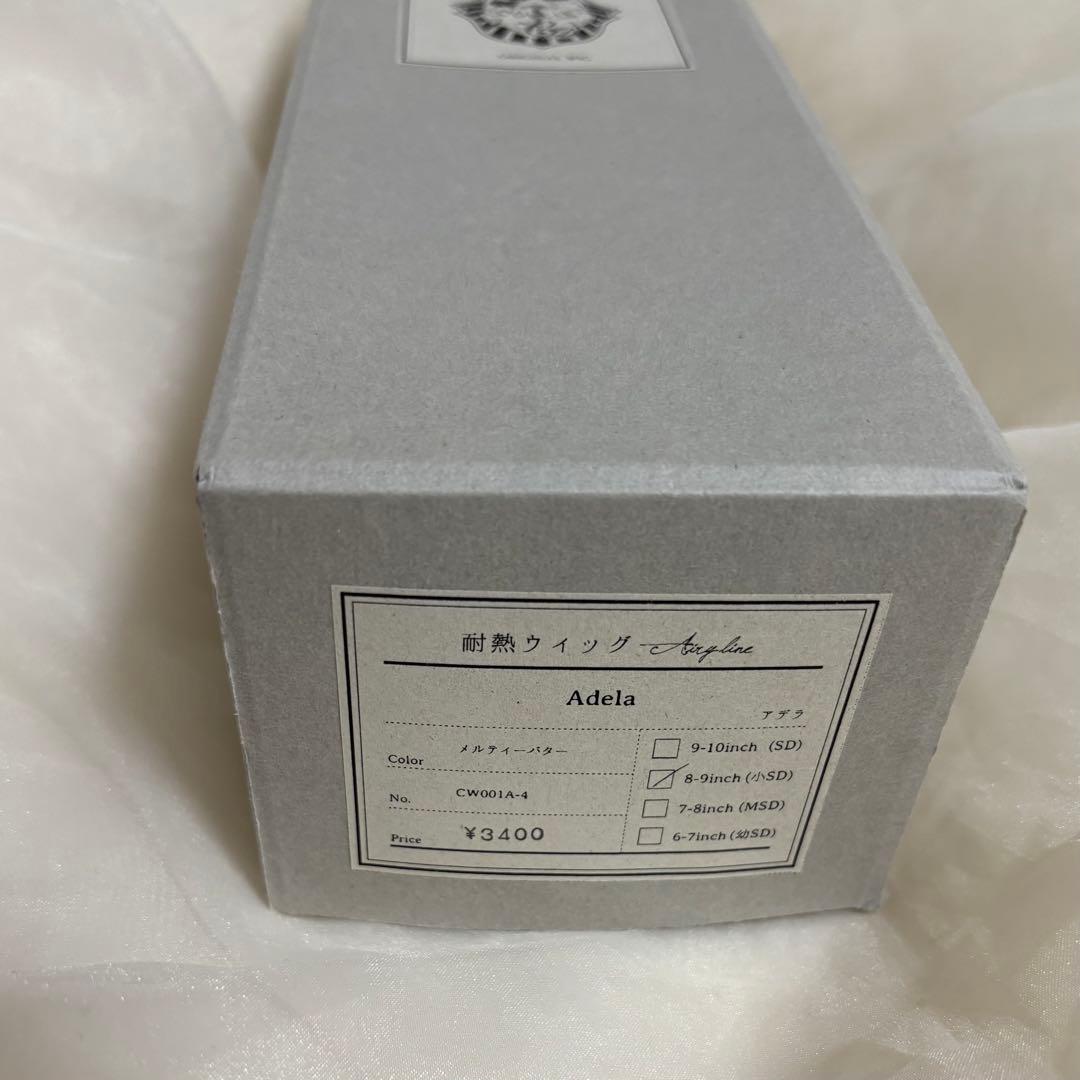 耐熱ウィッグ Airy line
Adela
アデラ
Color メルティーバター
No. CW001A-4
Price ¥3400
9-10inch (SD)
8-9inch (小SD)
7-8inch (MSD)
6-7inch (幼SD)